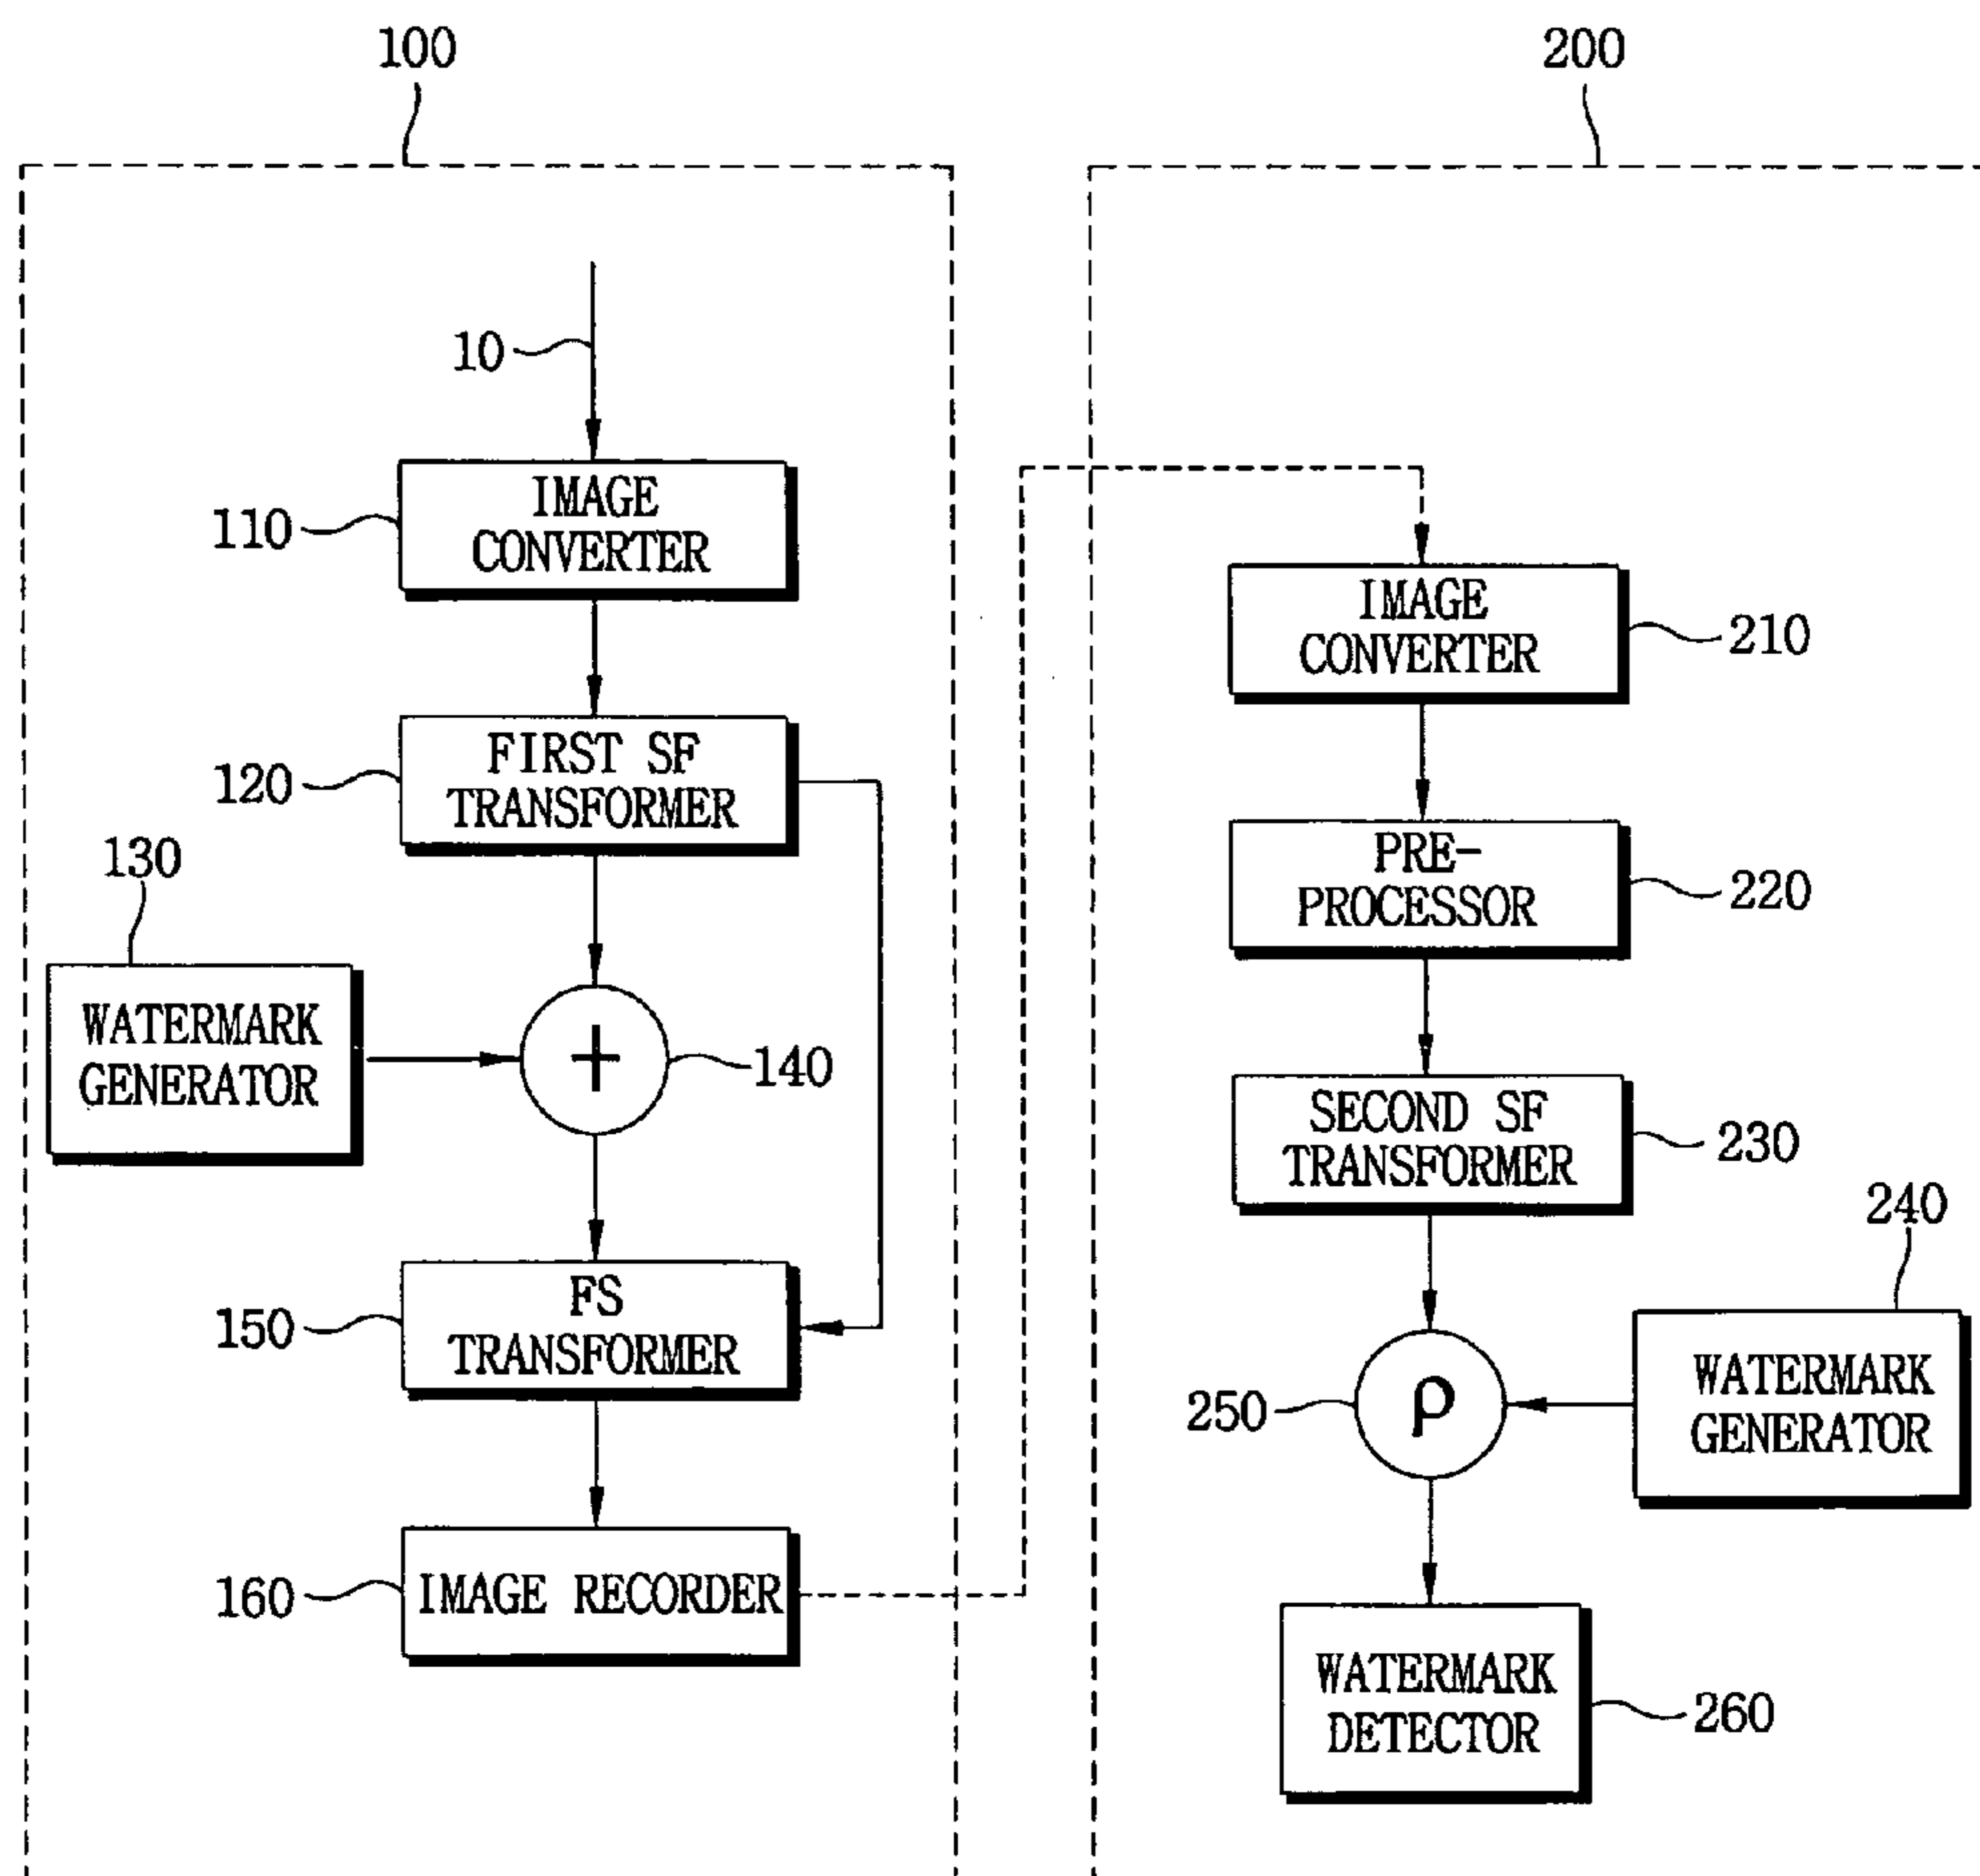 100
10
IMAGE
CONVERTER
110
FIRST SF
TRANSFORMER
120
130
WATERMARK
GENERATOR
+
140
FS
TRANSFORMER
150
IMAGE RECORDER
160
200
IMAGE
CONVERTER
210
PRE-
PROCESSOR
220
SECOND SF
TRANSFORMER
230
240
WATERMARK
GENERATOR
250
ρ
WATERMARK
DETECTOR
260